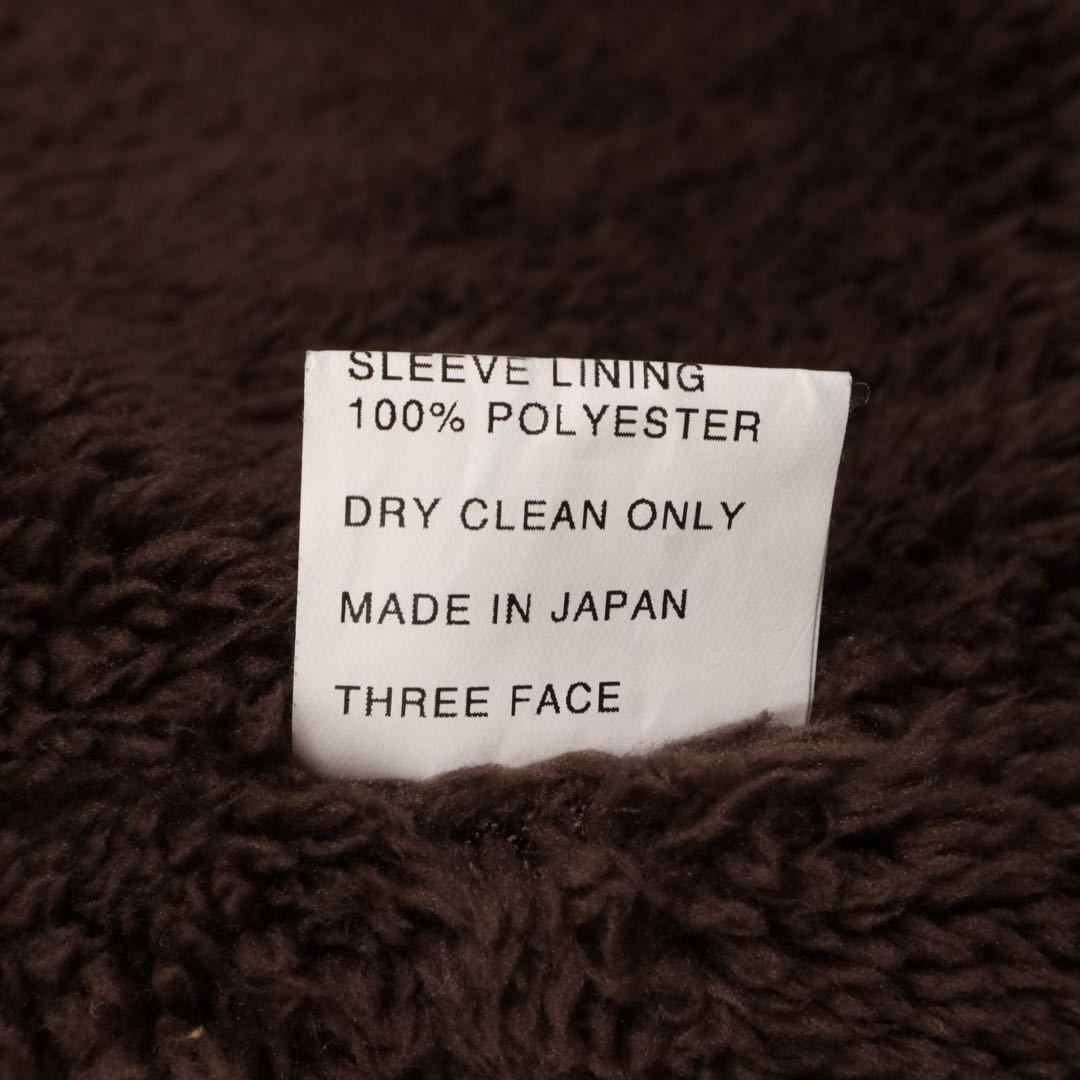 SLEEVE LINING
100% POLYESTER
DRY CLEAN ONLY
MADE IN JAPAN
THREE FACE